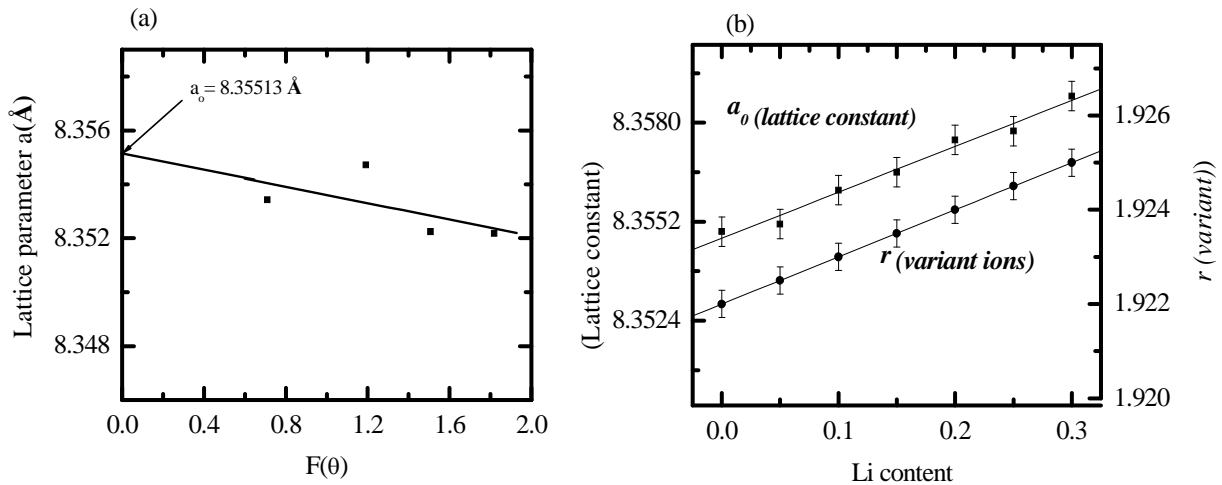 (a)
Lattice parameter a(Å)
8.356
8.352
8.348
a₀= 8.35513 Å
0.0 0.4 0.8 1.2 1.6 2.0
F(θ)
(b)
(Lattice constant)
8.3580
8.3552
8.3524
a₀ (lattice constant)
r (variant ions)
1.926
1.924
1.922
1.920
r (variant))
0.0 0.1 0.2 0.3
Li content